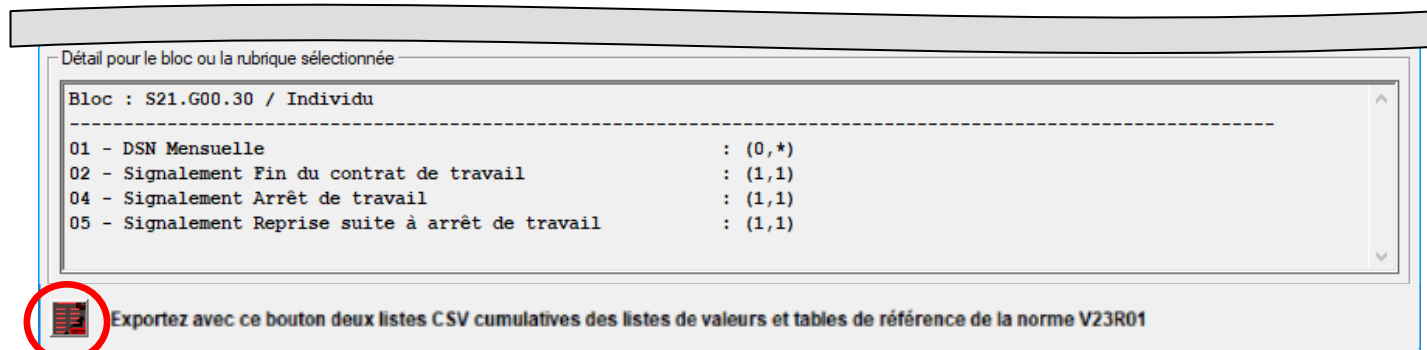 Détail pour le bloc ou la rubrique sélectionnée
Bloc : S21.G00.30 / Individu
---------------------------------------------------------------------------------------------------------------
01 - DSN Mensuelle : (0,*)
02 - Signalement Fin du contrat de travail : (1,1)
04 - Signalement Arrêt de travail : (1,1)
05 - Signalement Reprise suite à arrêt de travail : (1,1)
Exportez avec ce bouton deux listes CSV cumulatives des listes de valeurs et tables de référence de la norme V23R01